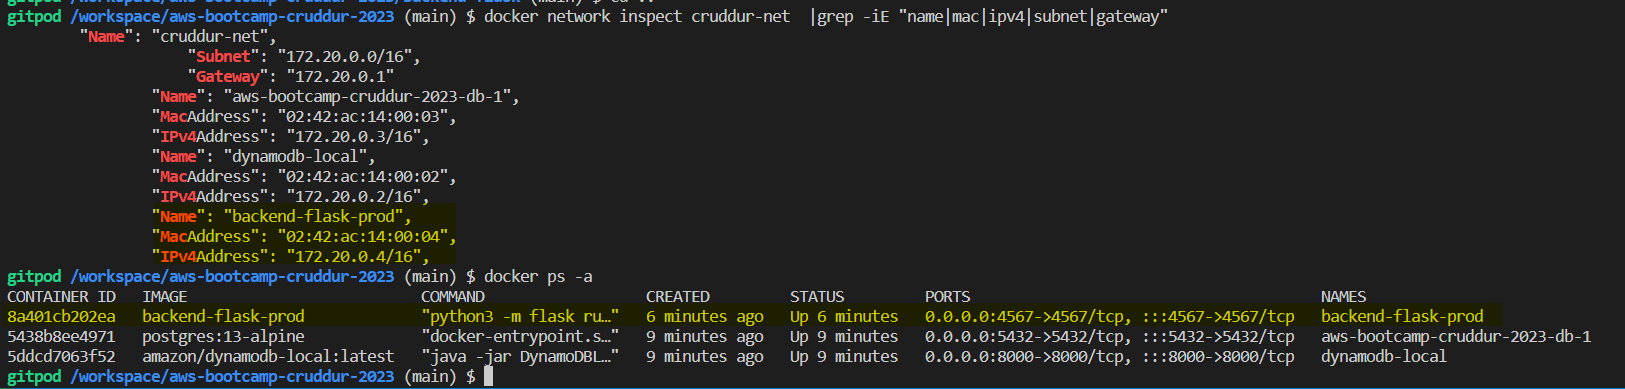 gitpod /workspace/aws-bootcamp-cruddur-2023 (main) $ docker network inspect cruddur-net  |grep -iE "name|mac|ipv4|subnet|gateway"
"Name": "cruddur-net",
"Subnet": "172.20.0.0/16",
"Gateway": "172.20.0.1"
"Name": "aws-bootcamp-cruddur-2023-db-1",
"MacAddress": "02:42:ac:14:00:03",
"IPv4Address": "172.20.0.3/16",
"Name": "dynamodb-local",
"MacAddress": "02:42:ac:14:00:02",
"IPv4Address": "172.20.0.2/16",
"Name": "backend-flask-prod",
"MacAddress": "02:42:ac:14:00:04",
"IPv4Address": "172.20.0.4/16",
gitpod /workspace/aws-bootcamp-cruddur-2023 (main) $ docker ps -a
CONTAINER ID   IMAGE                          COMMAND                  CREATED         STATUS         PORTS                                       NAMES
8a401cb202ea   backend-flask-prod             "python3 -m flask ru…"   6 minutes ago   Up 6 minutes   0.0.0.0:4567->4567/tcp, :::4567->4567/tcp   backend-flask-prod
5438b8ee4971   postgres:13-alpine             "docker-entrypoint.s…"   9 minutes ago   Up 9 minutes   0.0.0.0:5432->5432/tcp, :::5432->5432/tcp   aws-bootcamp-cruddur-2023-db-1
5ddcd7063f52   amazon/dynamodb-local:latest   "java -jar DynamoDBL…"   9 minutes ago   Up 9 minutes   0.0.0.0:8000->8000/tcp, :::8000->8000/tcp   dynamodb-local
gitpod /workspace/aws-bootcamp-cruddur-2023 (main) $